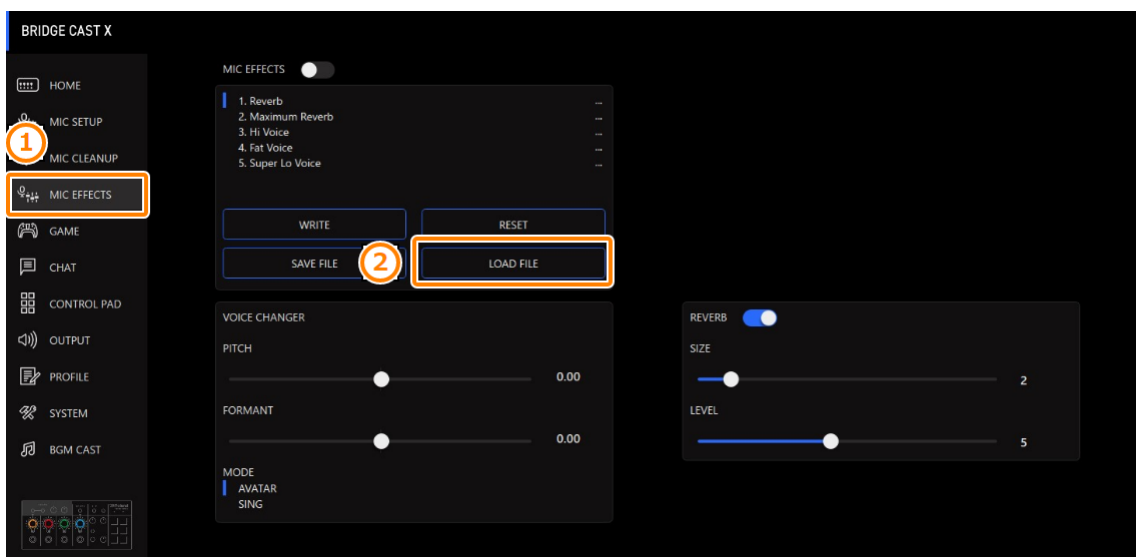 BRIDGE CAST X
HOME
MIC SETUP
1
MIC CLEANUP
MIC EFFECTS
GAME
CHAT
CONTROL PAD
OUTPUT
PROFILE
SYSTEM
BGM CAST
MIC EFFECTS
1. Reverb ...
2. Maximum Reverb ...
3. Hi Voice ...
4. Fat Voice ...
5. Super Lo Voice ...
WRITE RESET
SAVE FILE 2 LOAD FILE
VOICE CHANGER
PITCH
0.00
FORMANT
0.00
MODE
AVATAR
SING
REVERB
SIZE
2
LEVEL
5